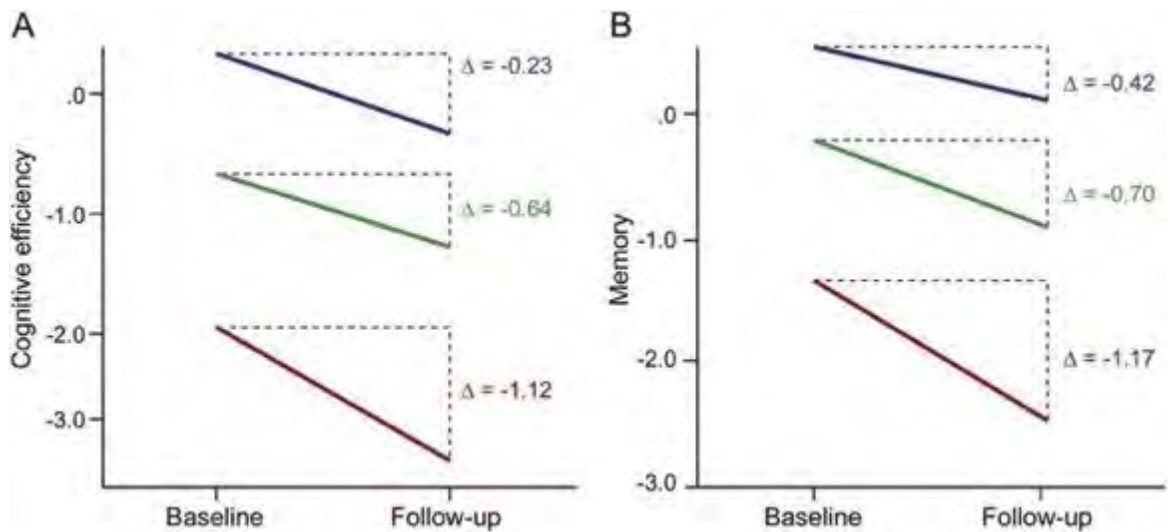 A
Cognitive efficiency
.0
-1.0
-2.0
-3.0
Δ = -0.23
Δ = -0.64
Δ = -1.12
Baseline
Follow-up
B
Memory
.0
-1.0
-2.0
-3.0
Δ = -0.42
Δ = -0.70
Δ = -1.17
Baseline
Follow-up